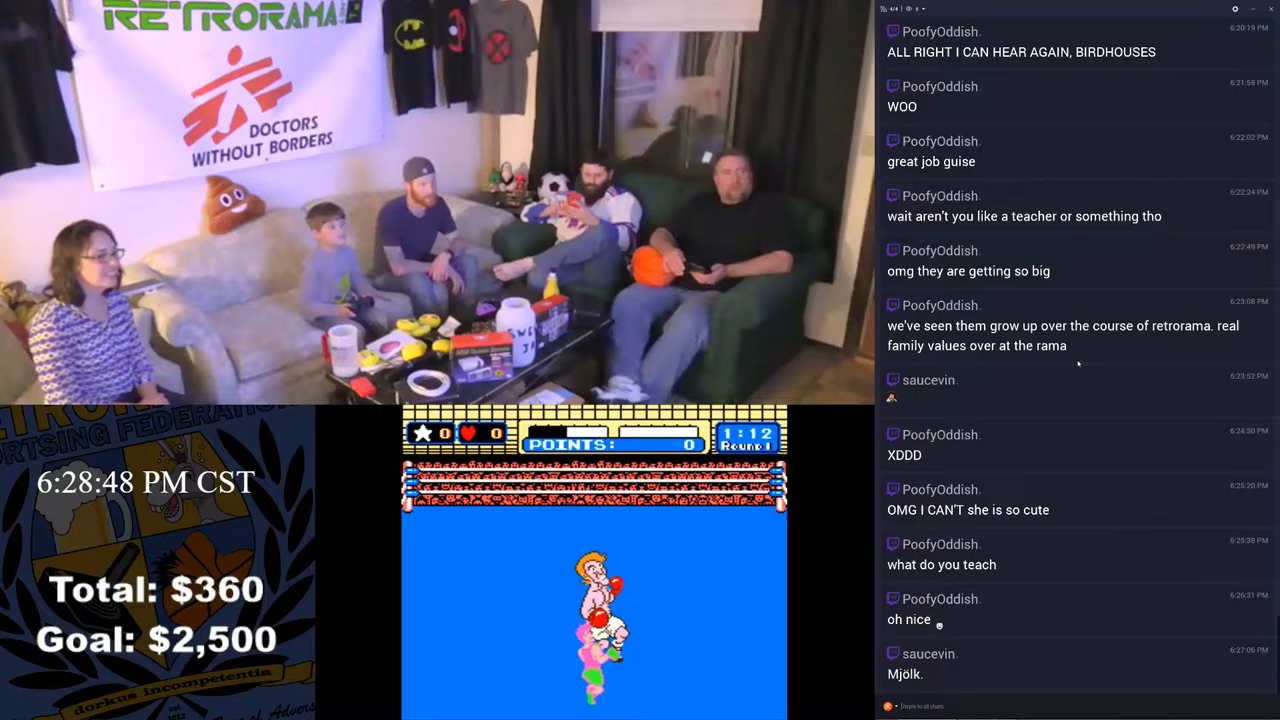 RETRORAMA
DOCTORS
WITHOUT BORDERS
6:28:48 PM CST
Total: $360
Goal: $2,500
dorkus incompetentia
0
0
POINTS: 0
1:12
Round 1
4/4
PoofyOddish. 6:20:19 PM
ALL RIGHT I CAN HEAR AGAIN, BIRDHOUSES
PoofyOddish. 6:21:58 PM
WOO
PoofyOddish. 6:22:02 PM
great job guise
PoofyOddish. 6:22:24 PM
wait aren't you like a teacher or something tho
PoofyOddish. 6:22:49 PM
omg they are getting so big
PoofyOddish. 6:23:08 PM
we've seen them grow up over the course of retrorama. real
family values over at the rama
saucevin. 6:23:52 PM
PoofyOddish. 6:24:30 PM
XDDD
PoofyOddish. 6:25:20 PM
OMG I CAN'T she is so cute
PoofyOddish. 6:25:38 PM
what do you teach
PoofyOddish. 6:26:31 PM
oh nice
saucevin. 6:27:06 PM
Mjölk.
Reply to all chats